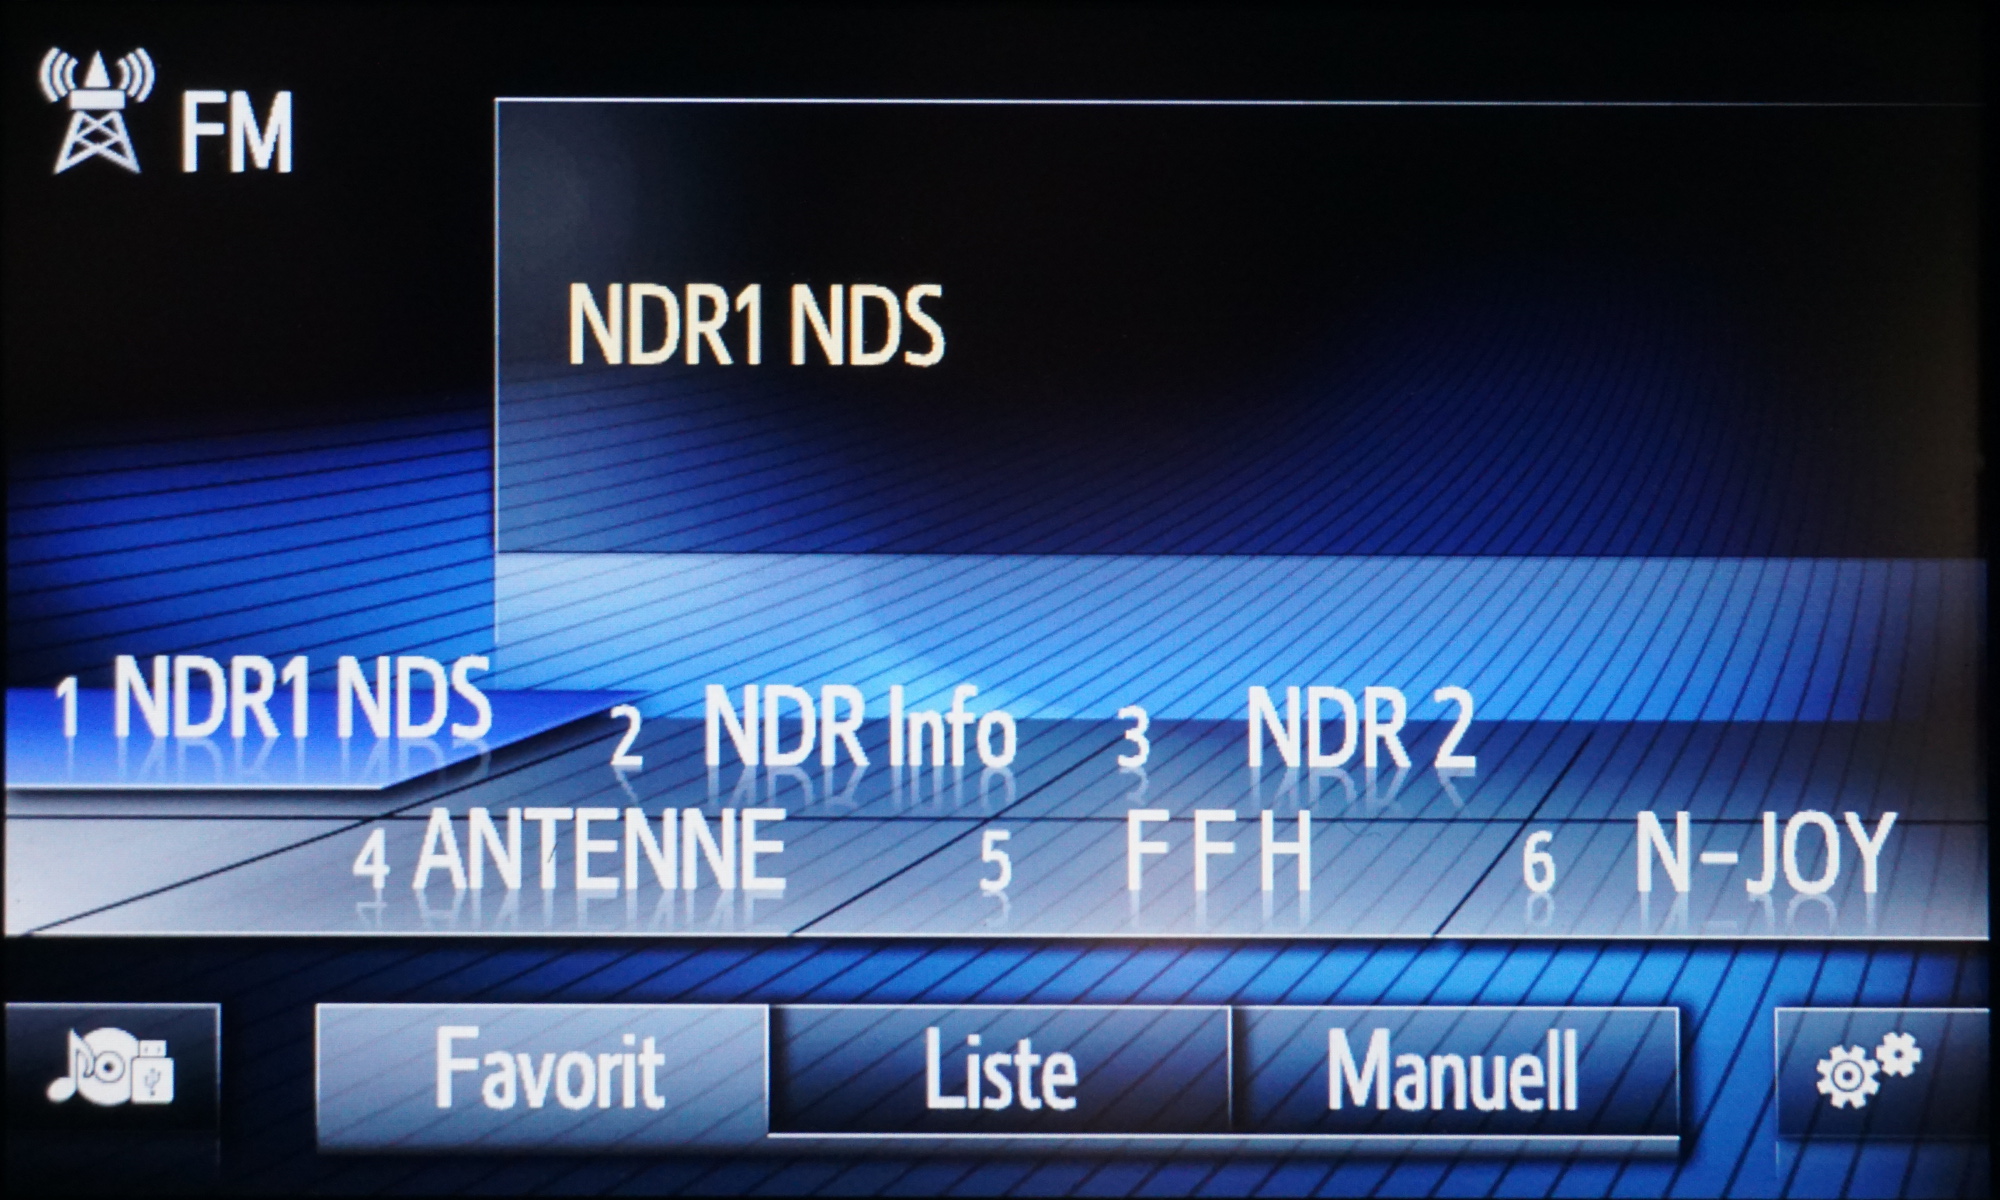 FM
NDR1 NDS
1 NDR1 NDS
2 NDR Info
3 NDR 2
4 ANTENNE
5 F F H
6 N-JOY
Favorit
Liste
Manuell